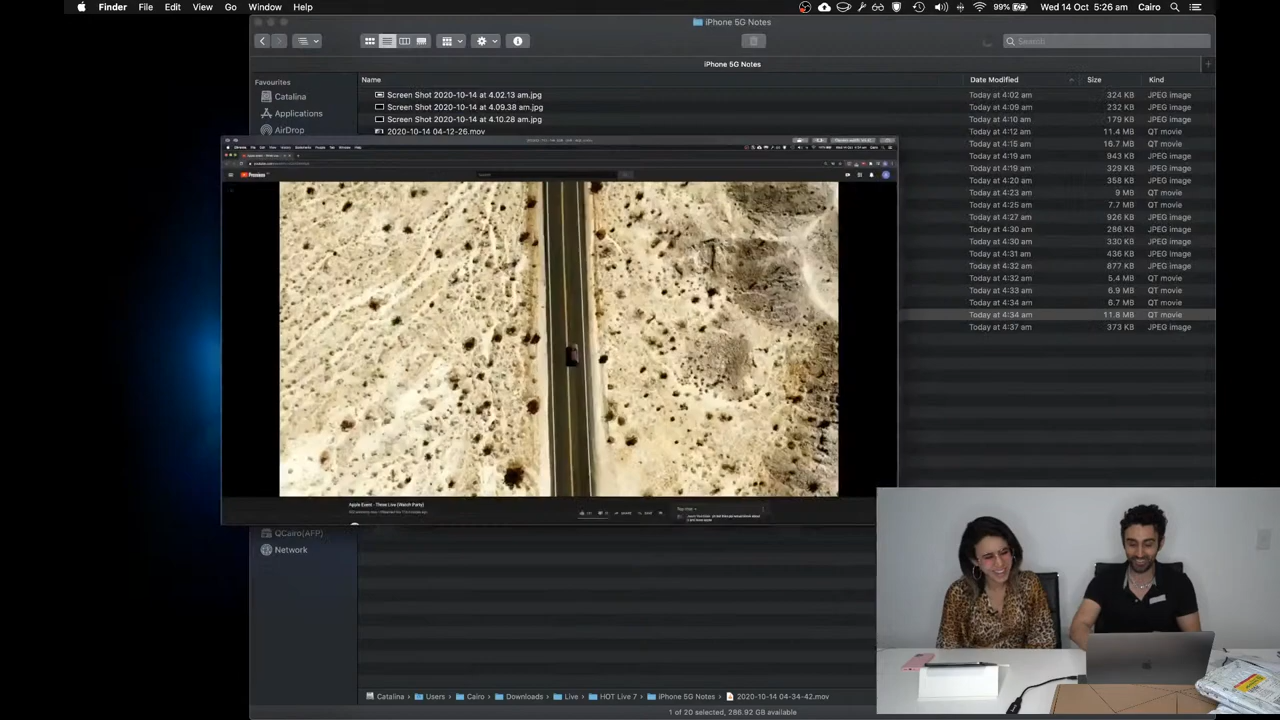 Finder File Edit View Go Window Help 99% Wed 14 Oct 5:26 am Cairo
iPhone 5G Notes
Search
iPhone 5G Notes
Favourites
Catalina
Applications
AirDrop
QCairo(AFP)
Network
Name Date Modified Size Kind
Screen Shot 2020-10-14 at 4.02.13 am.jpg Today at 4:02 am 324 KB JPEG image
Screen Shot 2020-10-14 at 4.09.38 am.jpg Today at 4:09 am 232 KB JPEG image
Screen Shot 2020-10-14 at 4.10.28 am.jpg Today at 4:10 am 179 KB JPEG image
2020-10-14 04-12-26.mov Today at 4:12 am 11.4 MB QT movie
Today at 4:15 am 16.7 MB QT movie
Today at 4:19 am 943 KB JPEG image
Today at 4:19 am 329 KB JPEG image
Today at 4:20 am 358 KB JPEG image
Today at 4:23 am 9 MB QT movie
Today at 4:25 am 7.7 MB QT movie
Today at 4:27 am 926 KB JPEG image
Today at 4:30 am 286 KB JPEG image
Today at 4:30 am 330 KB JPEG image
Today at 4:31 am 436 KB JPEG image
Today at 4:32 am 877 KB JPEG image
Today at 4:32 am 5.4 MB QT movie
Today at 4:33 am 6.9 MB QT movie
Today at 4:34 am 6.7 MB QT movie
Today at 4:34 am 11.8 MB QT movie
Today at 4:37 am 373 KB JPEG image
Premium
Apple Event - Three Live (Watch Party)
Catalina Users Cairo Downloads Live HOT Live 7 iPhone 5G Notes 2020-10-14 04-34-42.mov
1 of 20 selected, 286.92 GB available